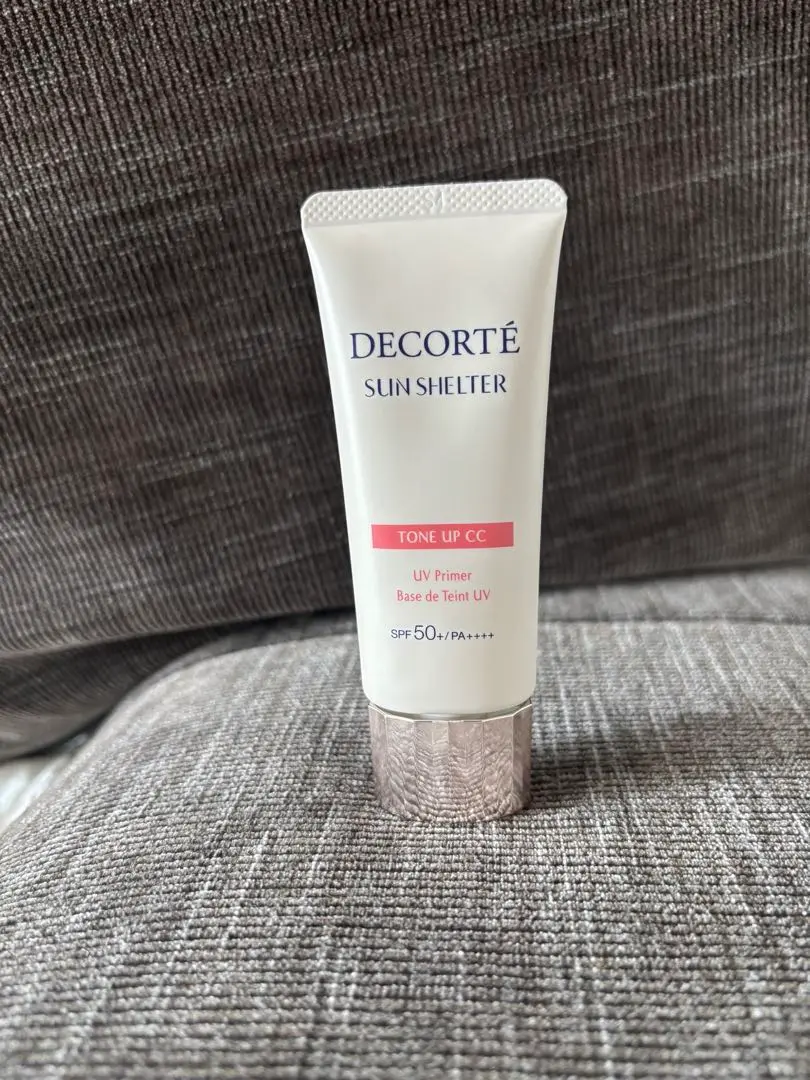 DECORTÉ
SUN SHELTER
TONE UP CC
UV Primer
Base de Teint UV
SPF50+/PA++++